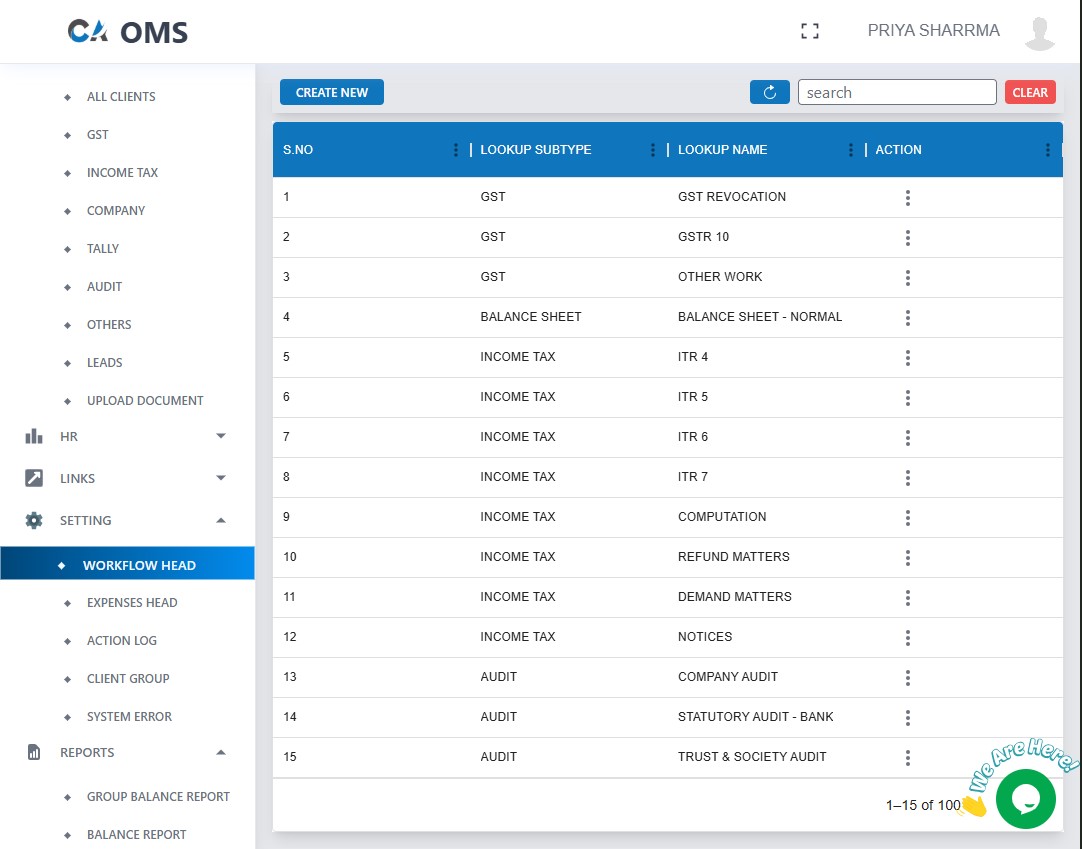 CA OMS
PRIYA SHARRMA
ALL CLIENTS
GST
INCOME TAX
COMPANY
TALLY
AUDIT
OTHERS
LEADS
UPLOAD DOCUMENT
HR
LINKS
SETTING
WORKFLOW HEAD
EXPENSES HEAD
ACTION LOG
CLIENT GROUP
SYSTEM ERROR
REPORTS
GROUP BALANCE REPORT
BALANCE REPORT
CREATE NEW
search
CLEAR
S.NO LOOKUP SUBTYPE LOOKUP NAME ACTION
1 GST GST REVOCATION
2 GST GSTR 10
3 GST OTHER WORK
4 BALANCE SHEET BALANCE SHEET - NORMAL
5 INCOME TAX ITR 4
6 INCOME TAX ITR 5
7 INCOME TAX ITR 6
8 INCOME TAX ITR 7
9 INCOME TAX COMPUTATION
10 INCOME TAX REFUND MATTERS
11 INCOME TAX DEMAND MATTERS
12 INCOME TAX NOTICES
13 AUDIT COMPANY AUDIT
14 AUDIT STATUTORY AUDIT - BANK
15 AUDIT TRUST & SOCIETY AUDIT
1–15 of 100
We Are Here!